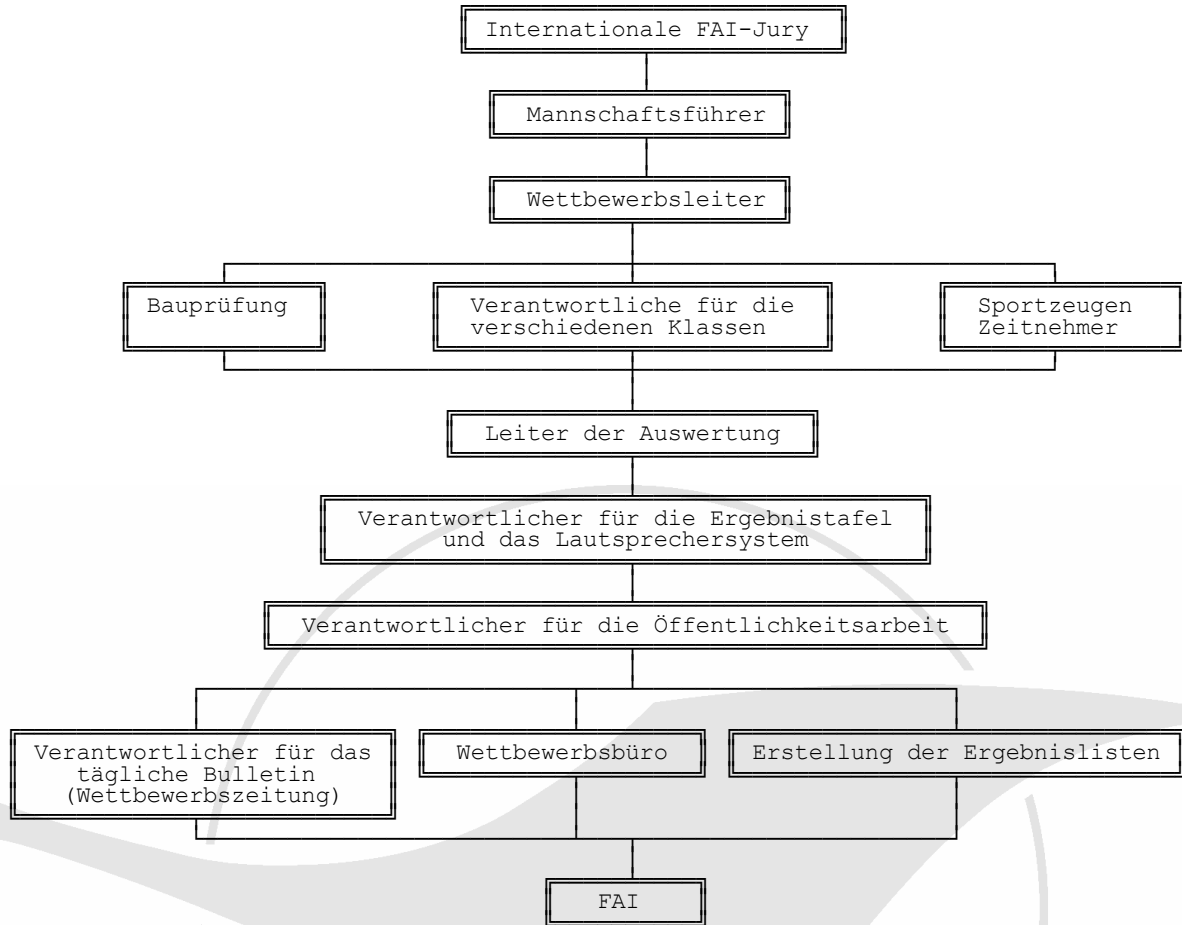 Internationale FAI-Jury
Mannschaftsführer
Wettbewerbsleiter
Bauprüfung
Verantwortliche für die
verschiedenen Klassen
Sportzeugen
Zeitnehmer
Leiter der Auswertung
Verantwortlicher für die Ergebnistafel
und das Lautsprechersystem
Verantwortlicher für die Öffentlichkeitsarbeit
Verantwortlicher für das
tägliche Bulletin
(Wettbewerbszeitung)
Wettbewerbsbüro
Erstellung der Ergebnislisten
FAI